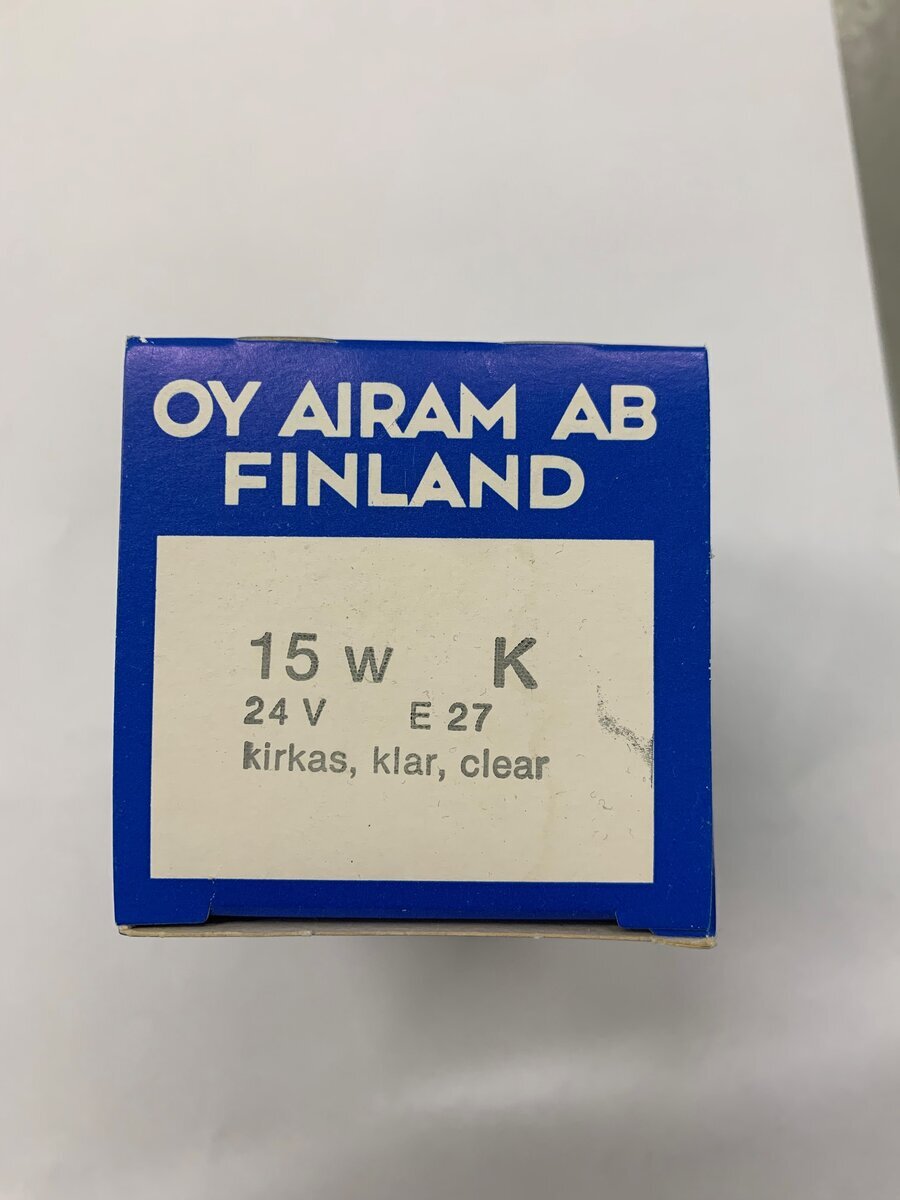 OY AIRAM AB
FINLAND
15 W K
24 V E 27
kirkas, klar, clear